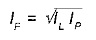 I_F = √I_L I_P